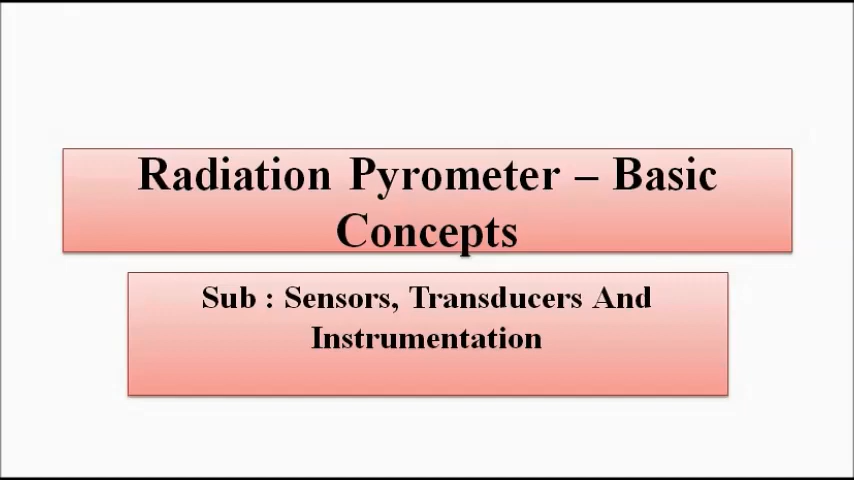 Radiation Pyrometer – Basic
Concepts
Sub : Sensors, Transducers And
Instrumentation